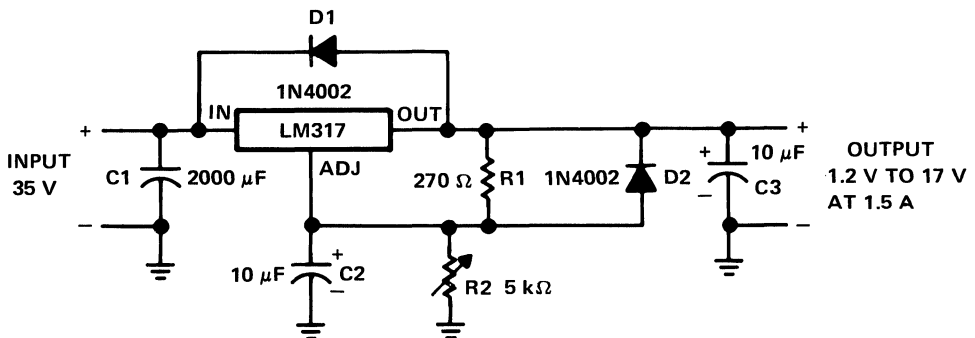 D1
1N4002
IN
LM317
OUT
ADJ
+
INPUT
35 V
−
C1
2000 μF
270 Ω
R1
1N4002
D2
+
10 μF
−
C3
+
OUTPUT
1.2 V TO 17 V
AT 1.5 A
−
10 μF
+
C2
−
R2 5 kΩ